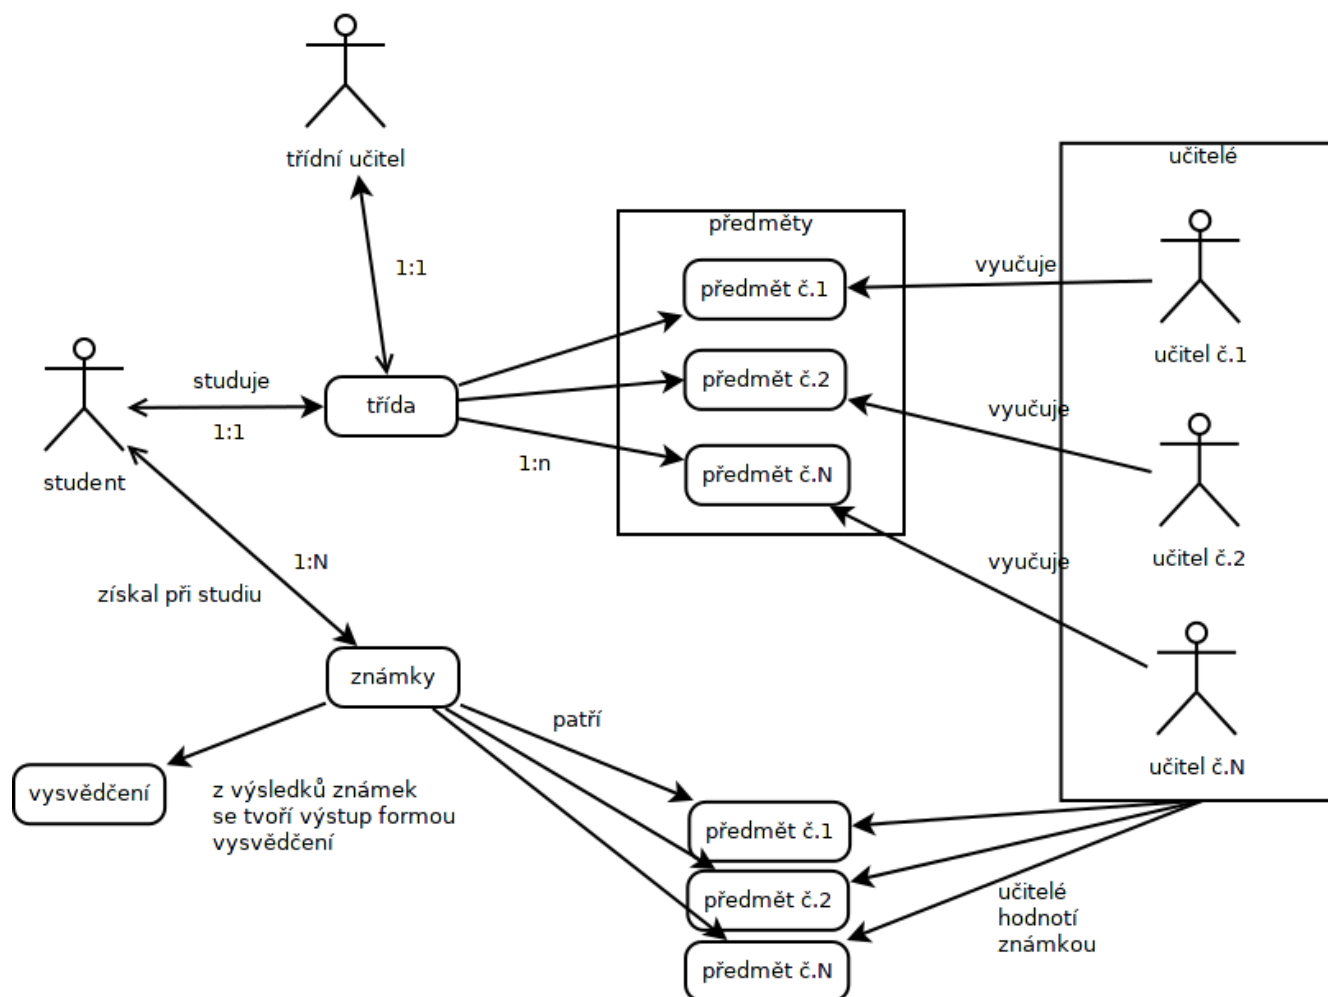 třídní učitel
učitelé
předměty
1:1
vyučuje
předmět č.1
učitel č.1
studuje
předmět č.2
třída
vyučuje
1:1
1:n
předmět č.N
student
učitel č.2
1:N
vyučuje
získal při studiu
známky
patří
učitel č.N
vysvědčení
z výsledků známek
se tvoří výstup formou
vysvědčení
předmět č.1
předmět č.2
učitelé
hodnotí
známkou
předmět č.N